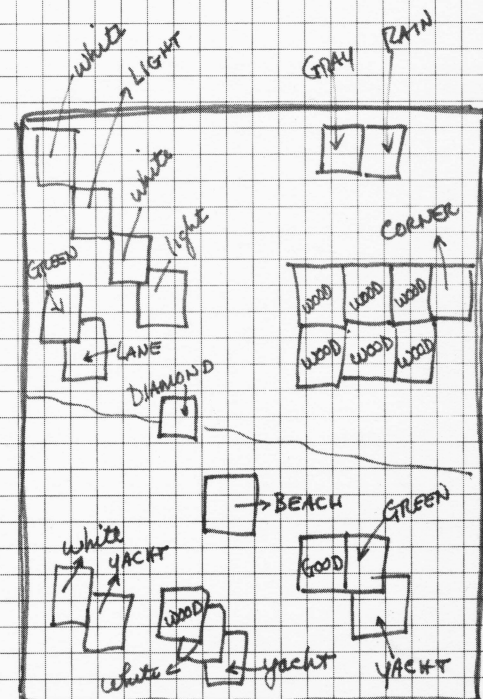 white
LIGHT
GRAY
RAIN
white
light
CORNER
GREEN
WOOD WOOD WOOD
LANE
WOOD WOOD WOOD
DIAMOND
BEACH
GREEN
white
YACHT
GOOD
WOOD
white
yacht
YACHT